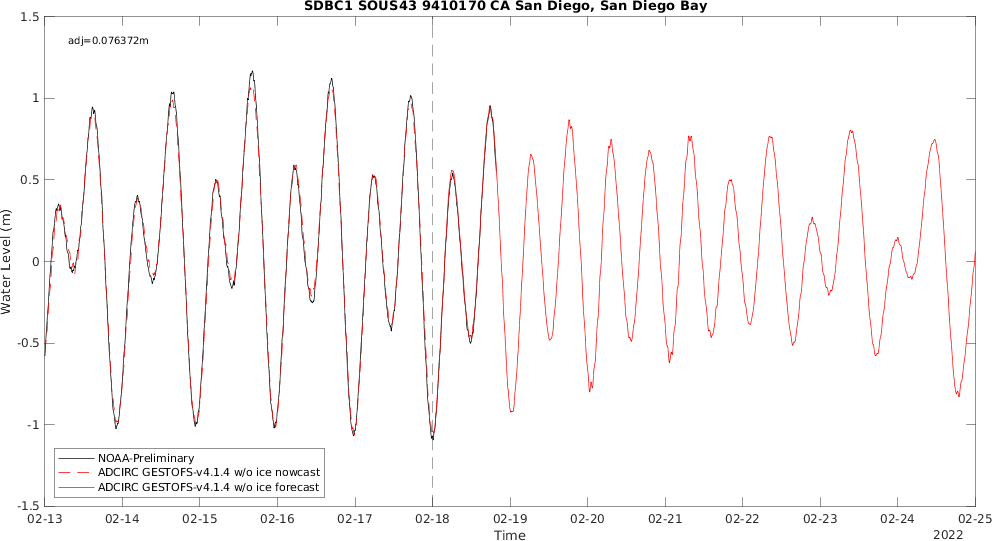 SDBC1 SOUS43 9410170 CA San Diego, San Diego Bay
1.5
adj=0.076372m
1
0.5
0
-0.5
-1
-1.5
Water Level (m)
NOAA-Preliminary
ADCIRC GESTOFS-v4.1.4 w/o ice nowcast
ADCIRC GESTOFS-v4.1.4 w/o ice forecast
02-13 02-14 02-15 02-16 02-17 02-18 02-19 02-20 02-21 02-22 02-23 02-24 02-25
Time
2022